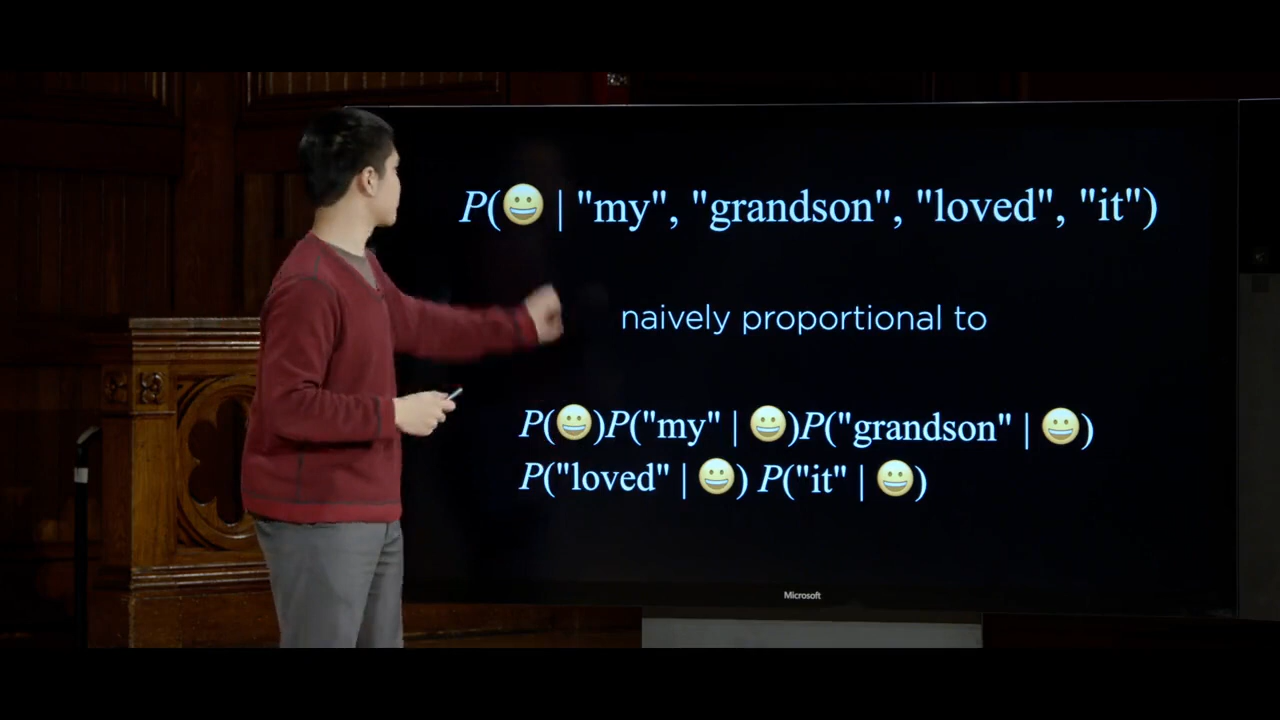 P(😀 | "my", "grandson", "loved", "it")
naively proportional to
P(😀)P("my" | 😀)P("grandson" | 😀)
P("loved" | 😀) P("it" | 😀)
Microsoft